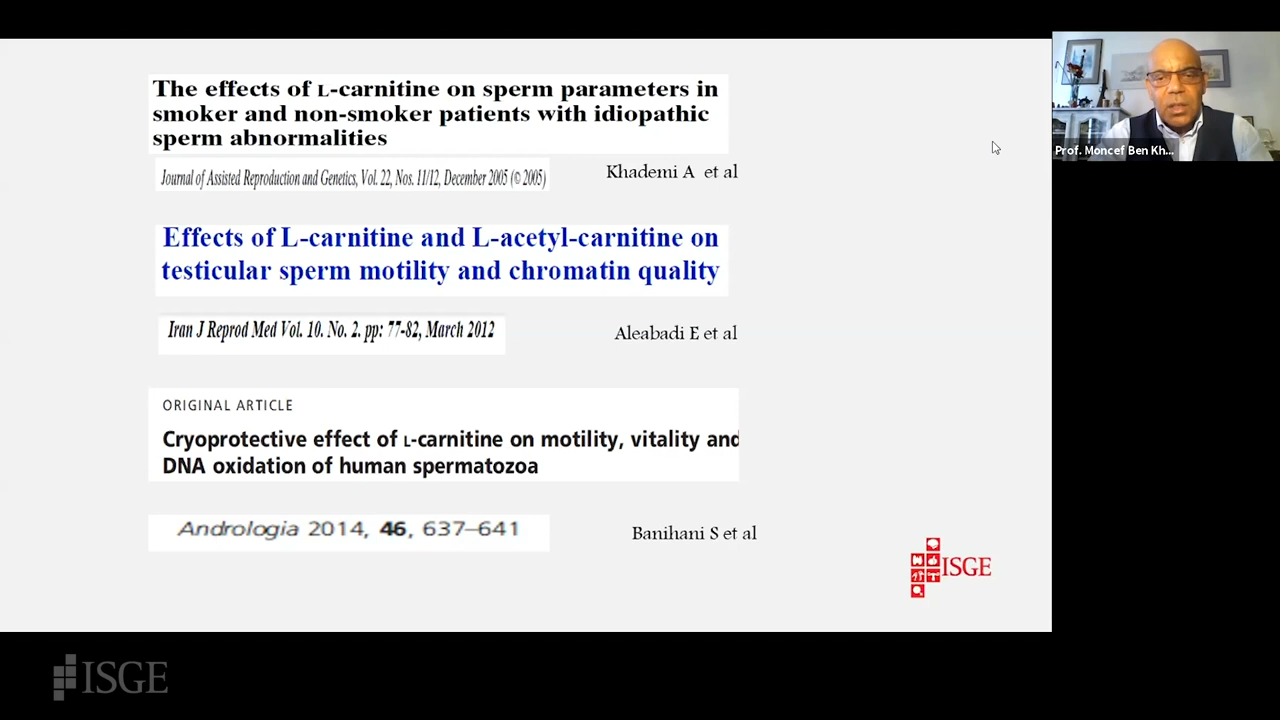 The effects of L-carnitine on sperm parameters in
smoker and non-smoker patients with idiopathic
sperm abnormalities
Journal of Assisted Reproduction and Genetics, Vol. 22, Nos. 11/12, December 2005 (© 2005)
Khademi A et al
Effects of L-carnitine and L-acetyl-carnitine on
testicular sperm motility and chromatin quality
Iran J Reprod Med Vol. 10. No. 2. pp: 77-82, March 2012
Aleabadi E et al
ORIGINAL ARTICLE
Cryoprotective effect of L-carnitine on motility, vitality and
DNA oxidation of human spermatozoa
Andrologia 2014, 46, 637–641
Banihani S et al
ISGE
Prof. Moncef Ben Kh...
ISGE